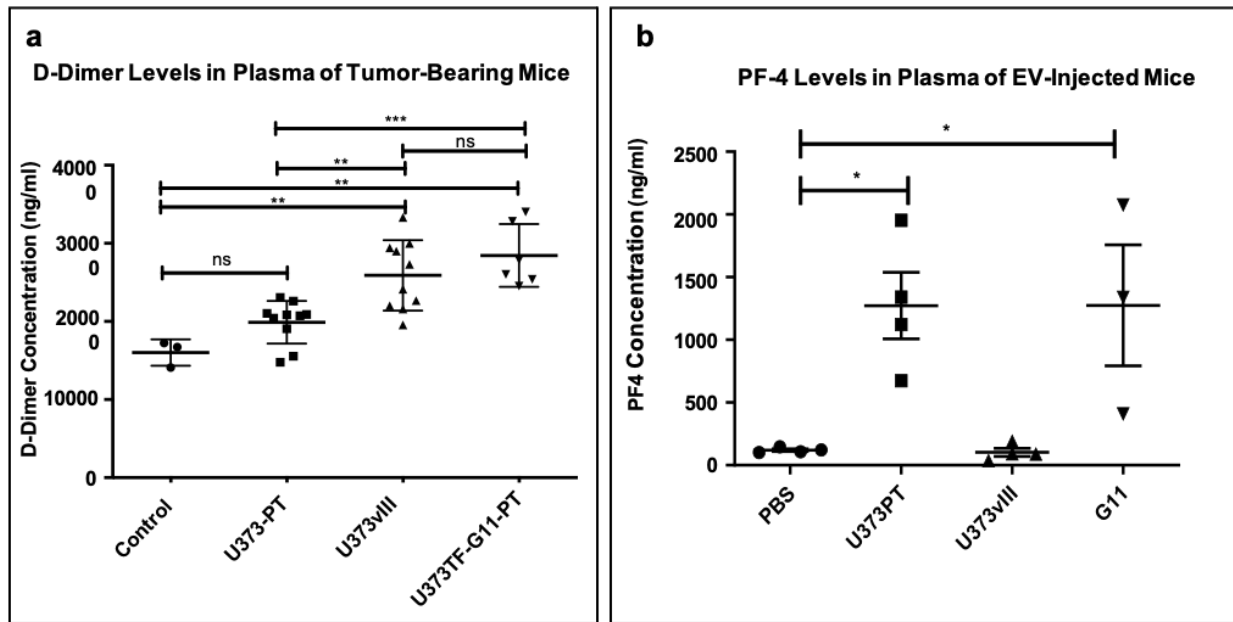 a
D-Dimer Levels in Plasma of Tumor-Bearing Mice
D-Dimer Concentration (ng/ml)
4000
0
3000
0
2000
0
10000
0
***
ns
**
**
**
ns
Control
U373-PT
U373vIII
U373TF-G11-PT
b
PF-4 Levels in Plasma of EV-Injected Mice
PF4 Concentration (ng/ml)
2500
2000
1500
1000
500
0
*
*
PBS
U373PT
U373vIII
G11